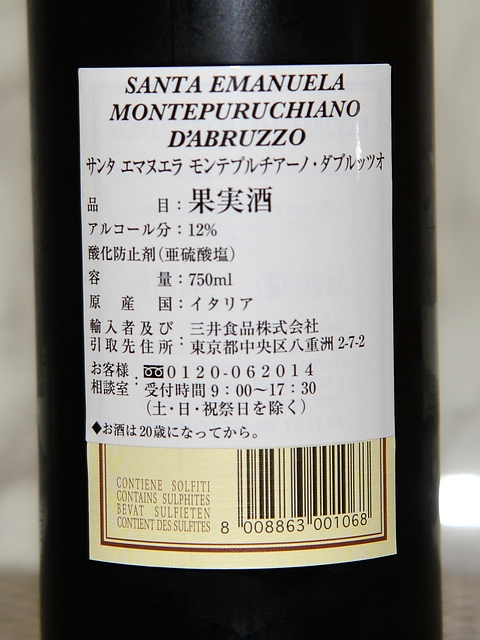 SANTA EMANUELA
MONTEPURUCHIANO
D'ABRUZZO
サンタ エマヌエラ モンテプルチアーノ・ダブルッツオ
品　　　目：果実酒
アルコール分：12%
酸化防止剤（亜硫酸塩）
容　　　量：750ml
原　産　国：イタリア
輸入者及び　三井食品株式会社
引取先住所：東京都中央区八重洲 2-7-2
お客様
相談室：
0120-062014
受付時間 9：00～17：30
（土・日・祝祭日を除く）
◆お酒は20歳になってから。
CONTIENE SOLFITI
CONTAINS SULPHITES
BEVAT SULFIETEN
CONTIENT DES SULFITES
8 008863 001068